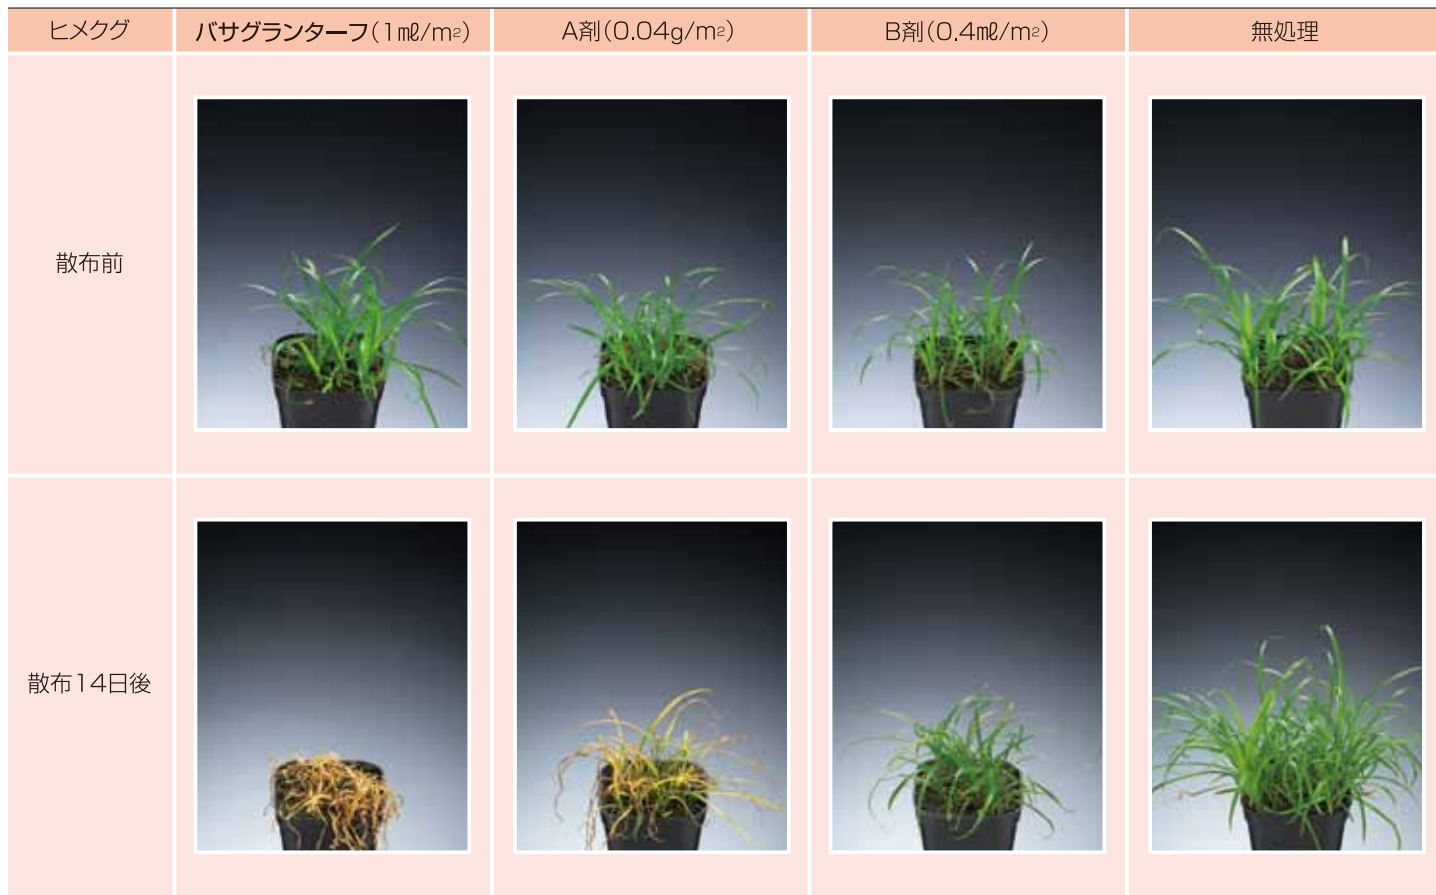 ヒメクグ
バサグランターフ(1㎖/m²)
A剤(0.04g/m²)
B剤(0.4㎖/m²)
無処理
散布前
散布14日後